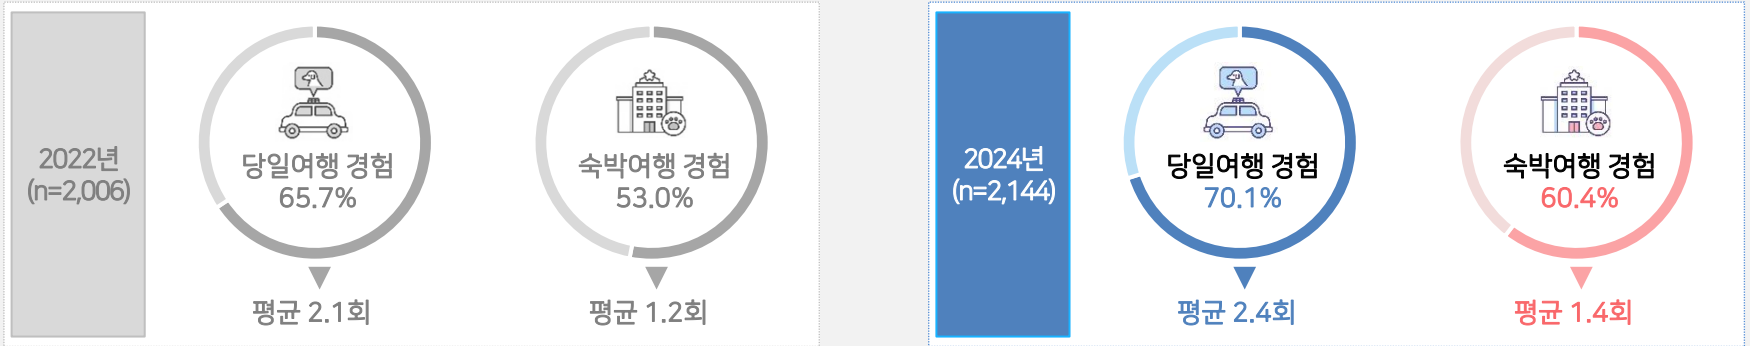 2022년
(n=2,006)
당일여행 경험
65.7%
평균 2.1회
숙박여행 경험
53.0%
평균 1.2회
2024년
(n=2,144)
당일여행 경험
70.1%
평균 2.4회
숙박여행 경험
60.4%
평균 1.4회